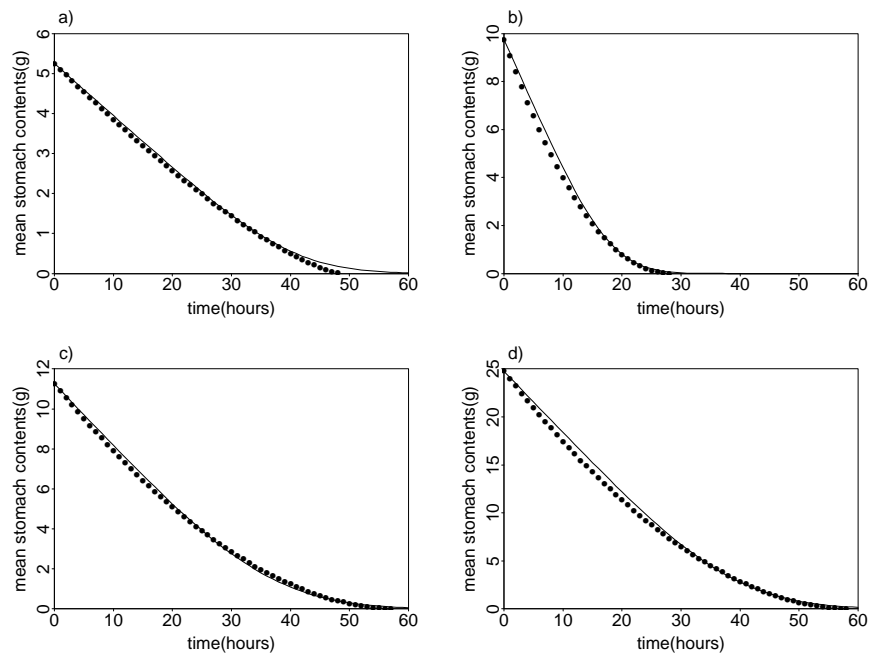 a)
mean stomach contents(g)
0 1 2 3 4 5 6
0 10 20 30 40 50 60
time(hours)
b)
mean stomach contents(g)
0 2 4 6 8 10
0 10 20 30 40 50 60
time(hours)
c)
mean stomach contents(g)
0 2 4 6 8 10 12
0 10 20 30 40 50 60
time(hours)
d)
mean stomach contents(g)
0 5 10 15 20 25
0 10 20 30 40 50 60
time(hours)